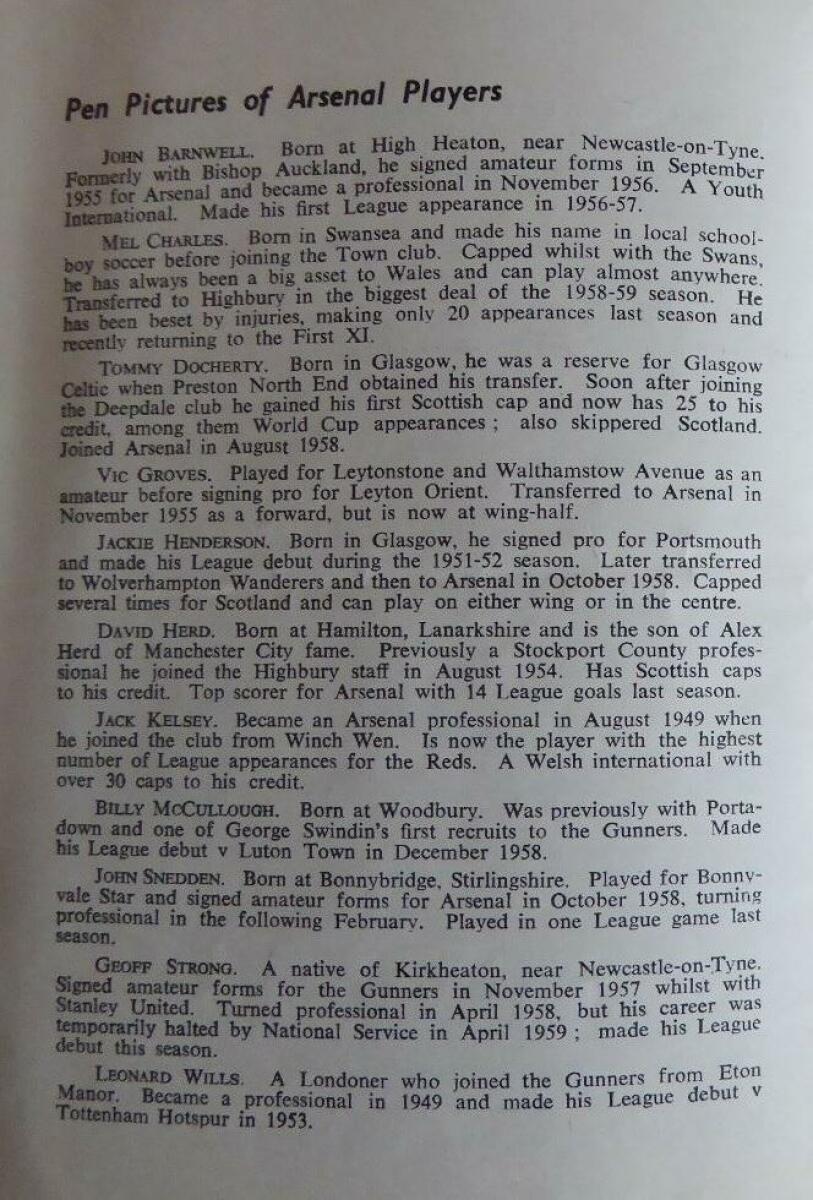 Pen Pictures of Arsenal Players
JOHN BARNWELL. Born at High Heaton, near Newcastle-on-Tyne.
Formerly with Bishop Auckland, he signed amateur forms in September
1955 for Arsenal and became a professional in November 1956. A Youth
International. Made his first League appearance in 1956-57.
MEL CHARLES. Born in Swansea and made his name in local school-
boy soccer before joining the Town club. Capped whilst with the Swans,
he has always been a big asset to Wales and can play almost anywhere.
Transferred to Highbury in the biggest deal of the 1958-59 season. He
has been beset by injuries, making only 20 appearances last season and
recently returning to the First XI.
TOMMY DOCHERTY. Born in Glasgow, he was a reserve for Glasgow
Celtic when Preston North End obtained his transfer. Soon after joining
the Deepdale club he gained his first Scottish cap and now has 25 to his
credit, among them World Cup appearances ; also skippered Scotland.
Joined Arsenal in August 1958.
VIC GROVES. Played for Leytonstone and Walthamstow Avenue as an
amateur before signing pro for Leyton Orient. Transferred to Arsenal in
November 1955 as a forward, but is now at wing-half.
JACKIE HENDERSON. Born in Glasgow, he signed pro for Portsmouth
and made his League debut during the 1951-52 season. Later transferred
to Wolverhampton Wanderers and then to Arsenal in October 1958. Capped
several times for Scotland and can play on either wing or in the centre.
DAVID HERD. Born at Hamilton, Lanarkshire and is the son of Alex
Herd of Manchester City fame. Previously a Stockport County profes-
sional he joined the Highbury staff in August 1954. Has Scottish caps
to his credit. Top scorer for Arsenal with 14 League goals last season.
JACK KELSEY. Became an Arsenal professional in August 1949 when
he joined the club from Winch Wen. Is now the player with the highest
number of League appearances for the Reds. A Welsh international with
over 30 caps to his credit.
BILLY MCCULLOUGH. Born at Woodbury. Was previously with Porta-
down and one of George Swindin's first recruits to the Gunners. Made
his League debut v Luton Town in December 1958.
JOHN SNEDDEN. Born at Bonnybridge, Stirlingshire. Played for Bonny-
vale Star and signed amateur forms for Arsenal in October 1958, turning
professional in the following February. Played in one League game last
season.
GEOFF STRONG. A native of Kirkheaton, near Newcastle-on-Tyne.
Signed amateur forms for the Gunners in November 1957 whilst with
Stanley United. Turned professional in April 1958, but his career was
temporarily halted by National Service in April 1959 ; made his League
debut this season.
LEONARD WILLS. A Londoner who joined the Gunners from Eton
Manor. Became a professional in 1949 and made his League debut v
Tottenham Hotspur in 1953.